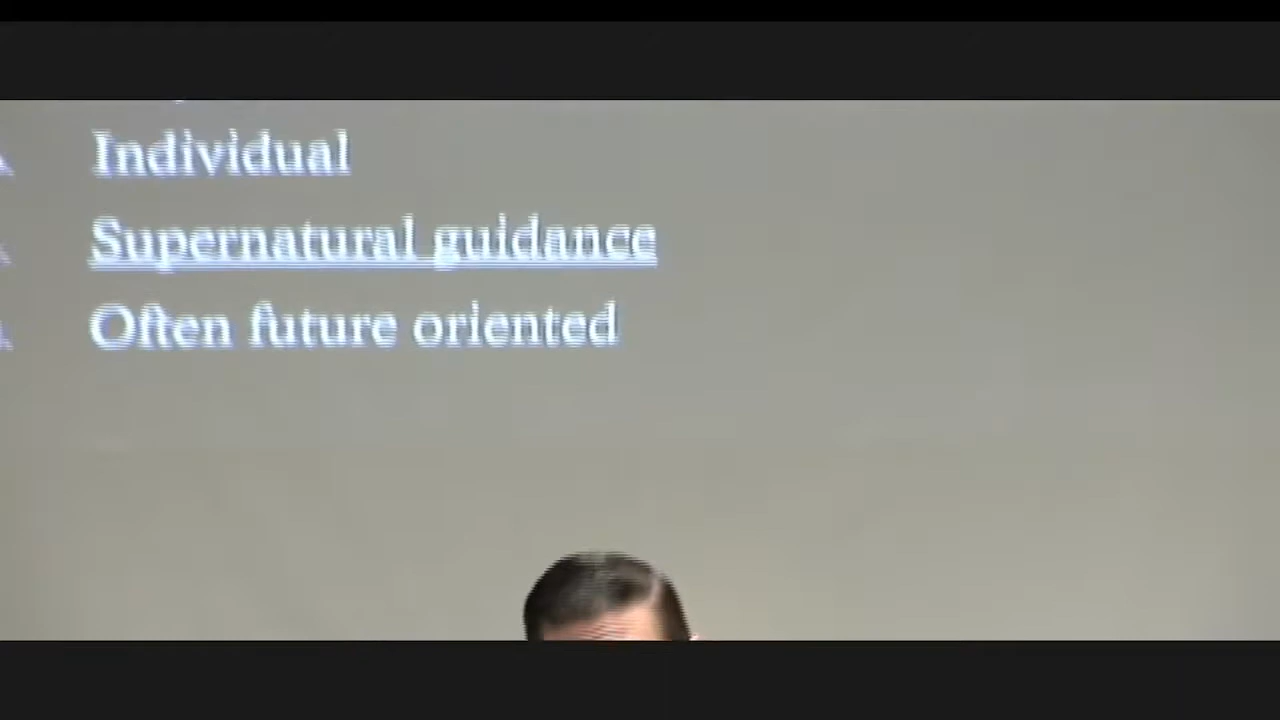 Individual
Supernatural guidance
Often future oriented